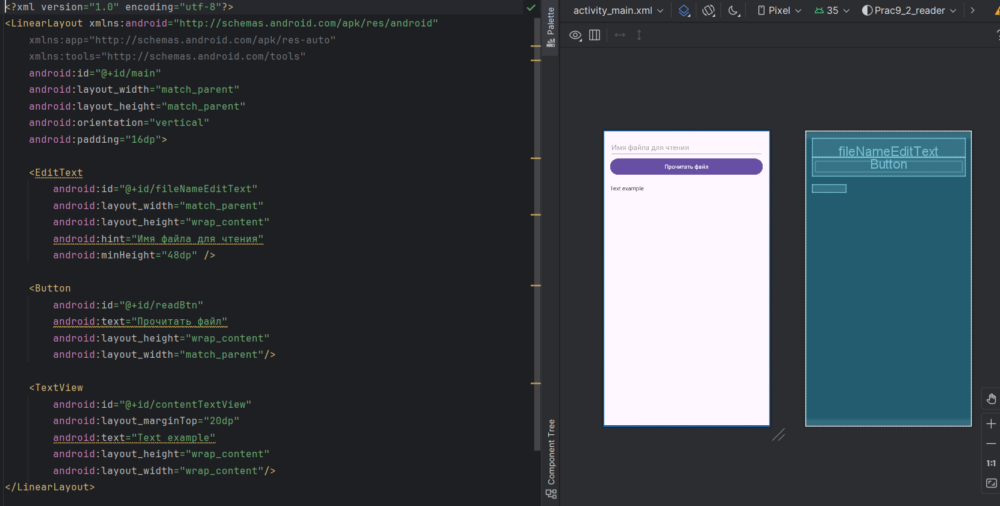 <?xml version="1.0" encoding="utf-8"?>
<LinearLayout xmlns:android="http://schemas.android.com/apk/res/android"
xmlns:app="http://schemas.android.com/apk/res-auto"
xmlns:tools="http://schemas.android.com/tools"
android:id="@+id/main"
android:layout_width="match_parent"
android:layout_height="match_parent"
android:orientation="vertical"
android:padding="16dp">
<EditText
android:id="@+id/fileNameEditText"
android:layout_width="match_parent"
android:layout_height="wrap_content"
android:hint="Имя файла для чтения"
android:minHeight="48dp" />
<Button
android:id="@+id/readBtn"
android:text="Прочитать файл"
android:layout_height="wrap_content"
android:layout_width="match_parent"/>
<TextView
android:id="@+id/contentTextView"
android:layout_marginTop="20dp"
android:text="Text example"
android:layout_height="wrap_content"
android:layout_width="wrap_content"/>
</LinearLayout>
Palette
Component Tree
activity_main.xml Pixel 35 Prac9_2_reader
Имя файла для чтения
Прочитать файл
Text example
fileNameEditText
Button
1:1